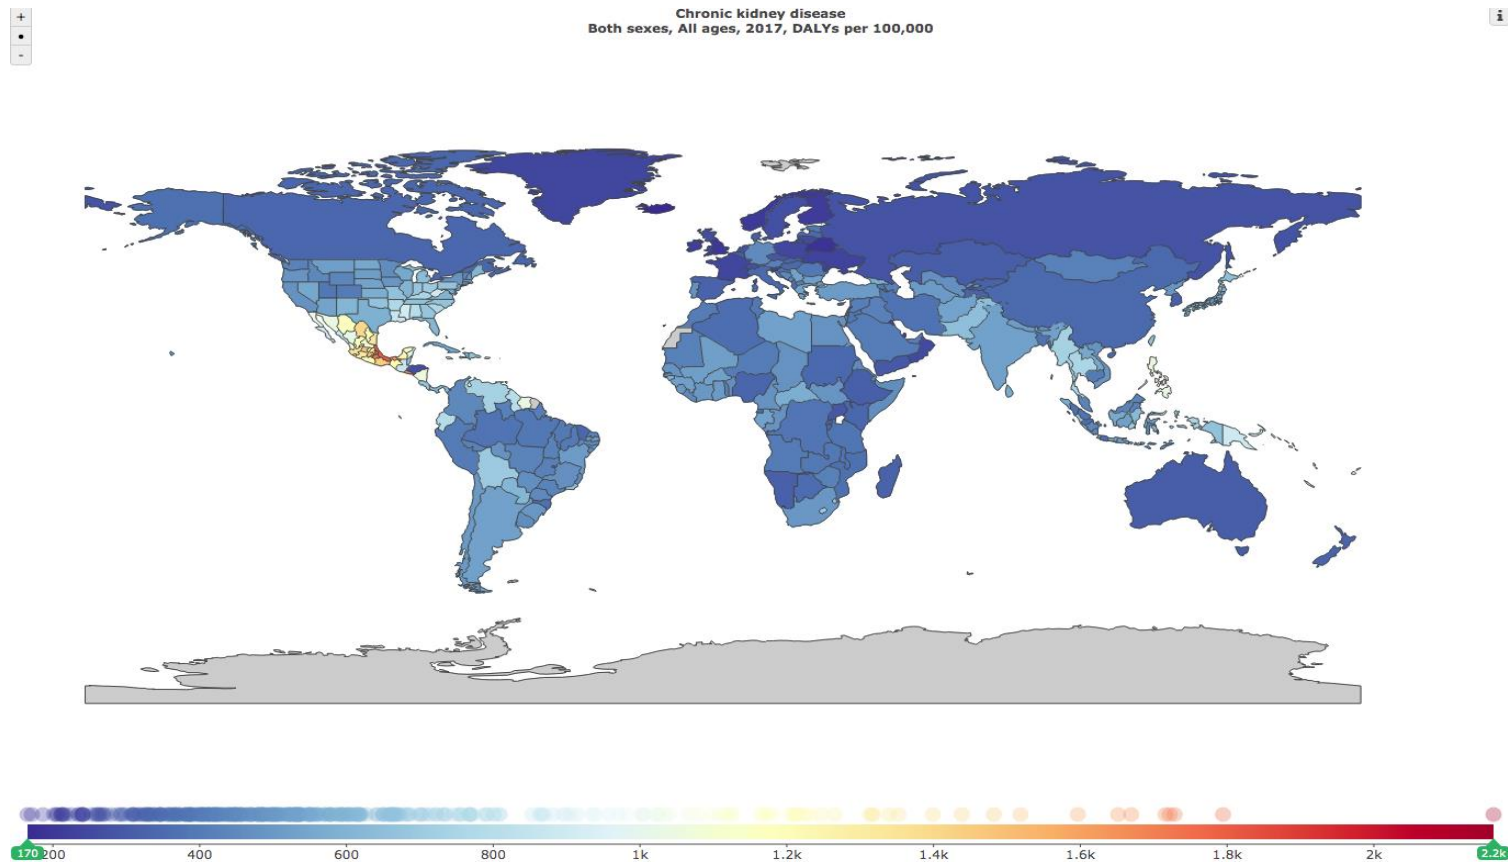 +
Chronic kidney disease
i
•
Both sexes, All ages, 2017, DALYs per 100,000
-
170 200 400 600 800 1k 1.2k 1.4k 1.6k 1.8k 2k 2.2k